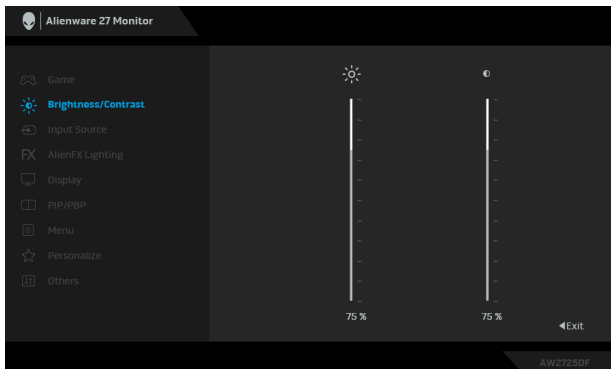 Alienware 27 Monitor
Game
Brightness/Contrast
Input Source
AlienFX Lighting
Display
PIP/PBP
Menu
Personalize
Others
75 %
75 %
Exit
AW2725DF